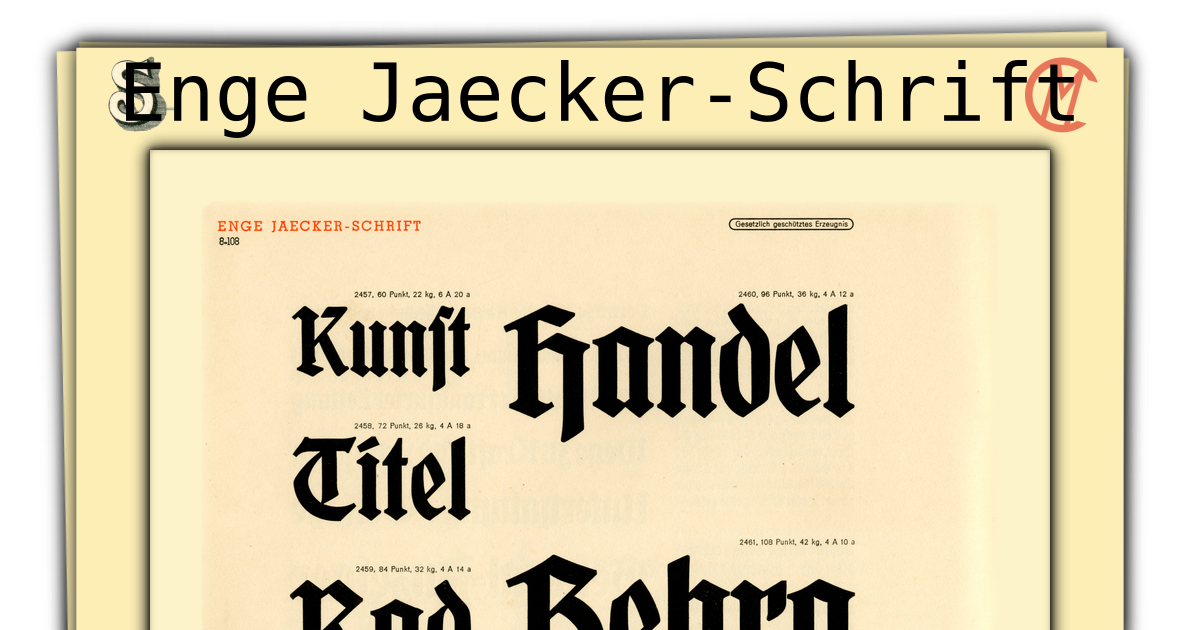 Enge Jaecker-Schrift
ENGE JAECKER-SCHRIFT
8-108
Gesetzlich geschütztes Erzeugnis
2457, 60 Punkt, 22 kg, 6 A 20 a
Kunſt
2460, 96 Punkt, 36 kg, 4 A 12 a
Handel
2458, 72 Punkt, 26 kg, 4 A 18 a
Titel
2459, 84 Punkt, 32 kg, 4 A 14 a
Rad
2461, 108 Punkt, 42 kg, 4 A 10 a
Behra